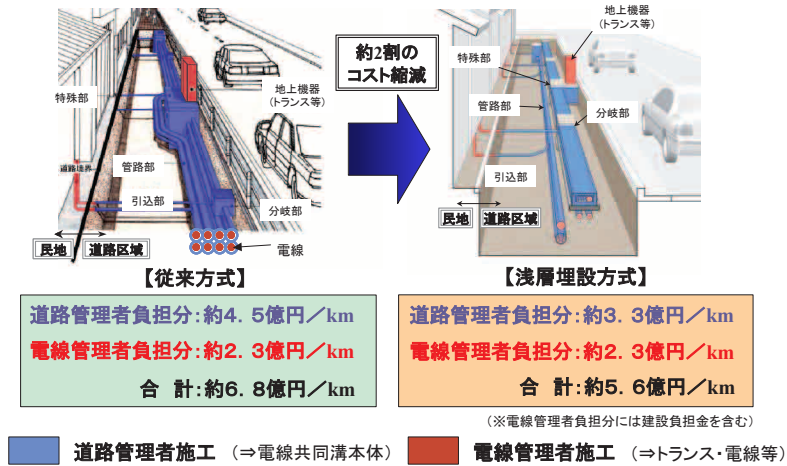 約2割の
コスト縮減
地上機器
(トランス等)
特殊部
管路部
道路境界
引込部
分岐部
電線
民地
道路区域
【従来方式】
地上機器
(トランス等)
特殊部
管路部
分岐部
引込部
民地
道路区域
【浅層埋設方式】
道路管理者負担分:約4．5億円／km
電線管理者負担分:約2．3億円／km
合 計:約6．8億円／km
道路管理者負担分:約3．3億円／km
電線管理者負担分:約2．3億円／km
合 計:約5．6億円／km
(※電線管理者負担分には建設負担金を含む)
道路管理者施工 (⇒電線共同溝本体)
電線管理者施工 (⇒トランス・電線等)